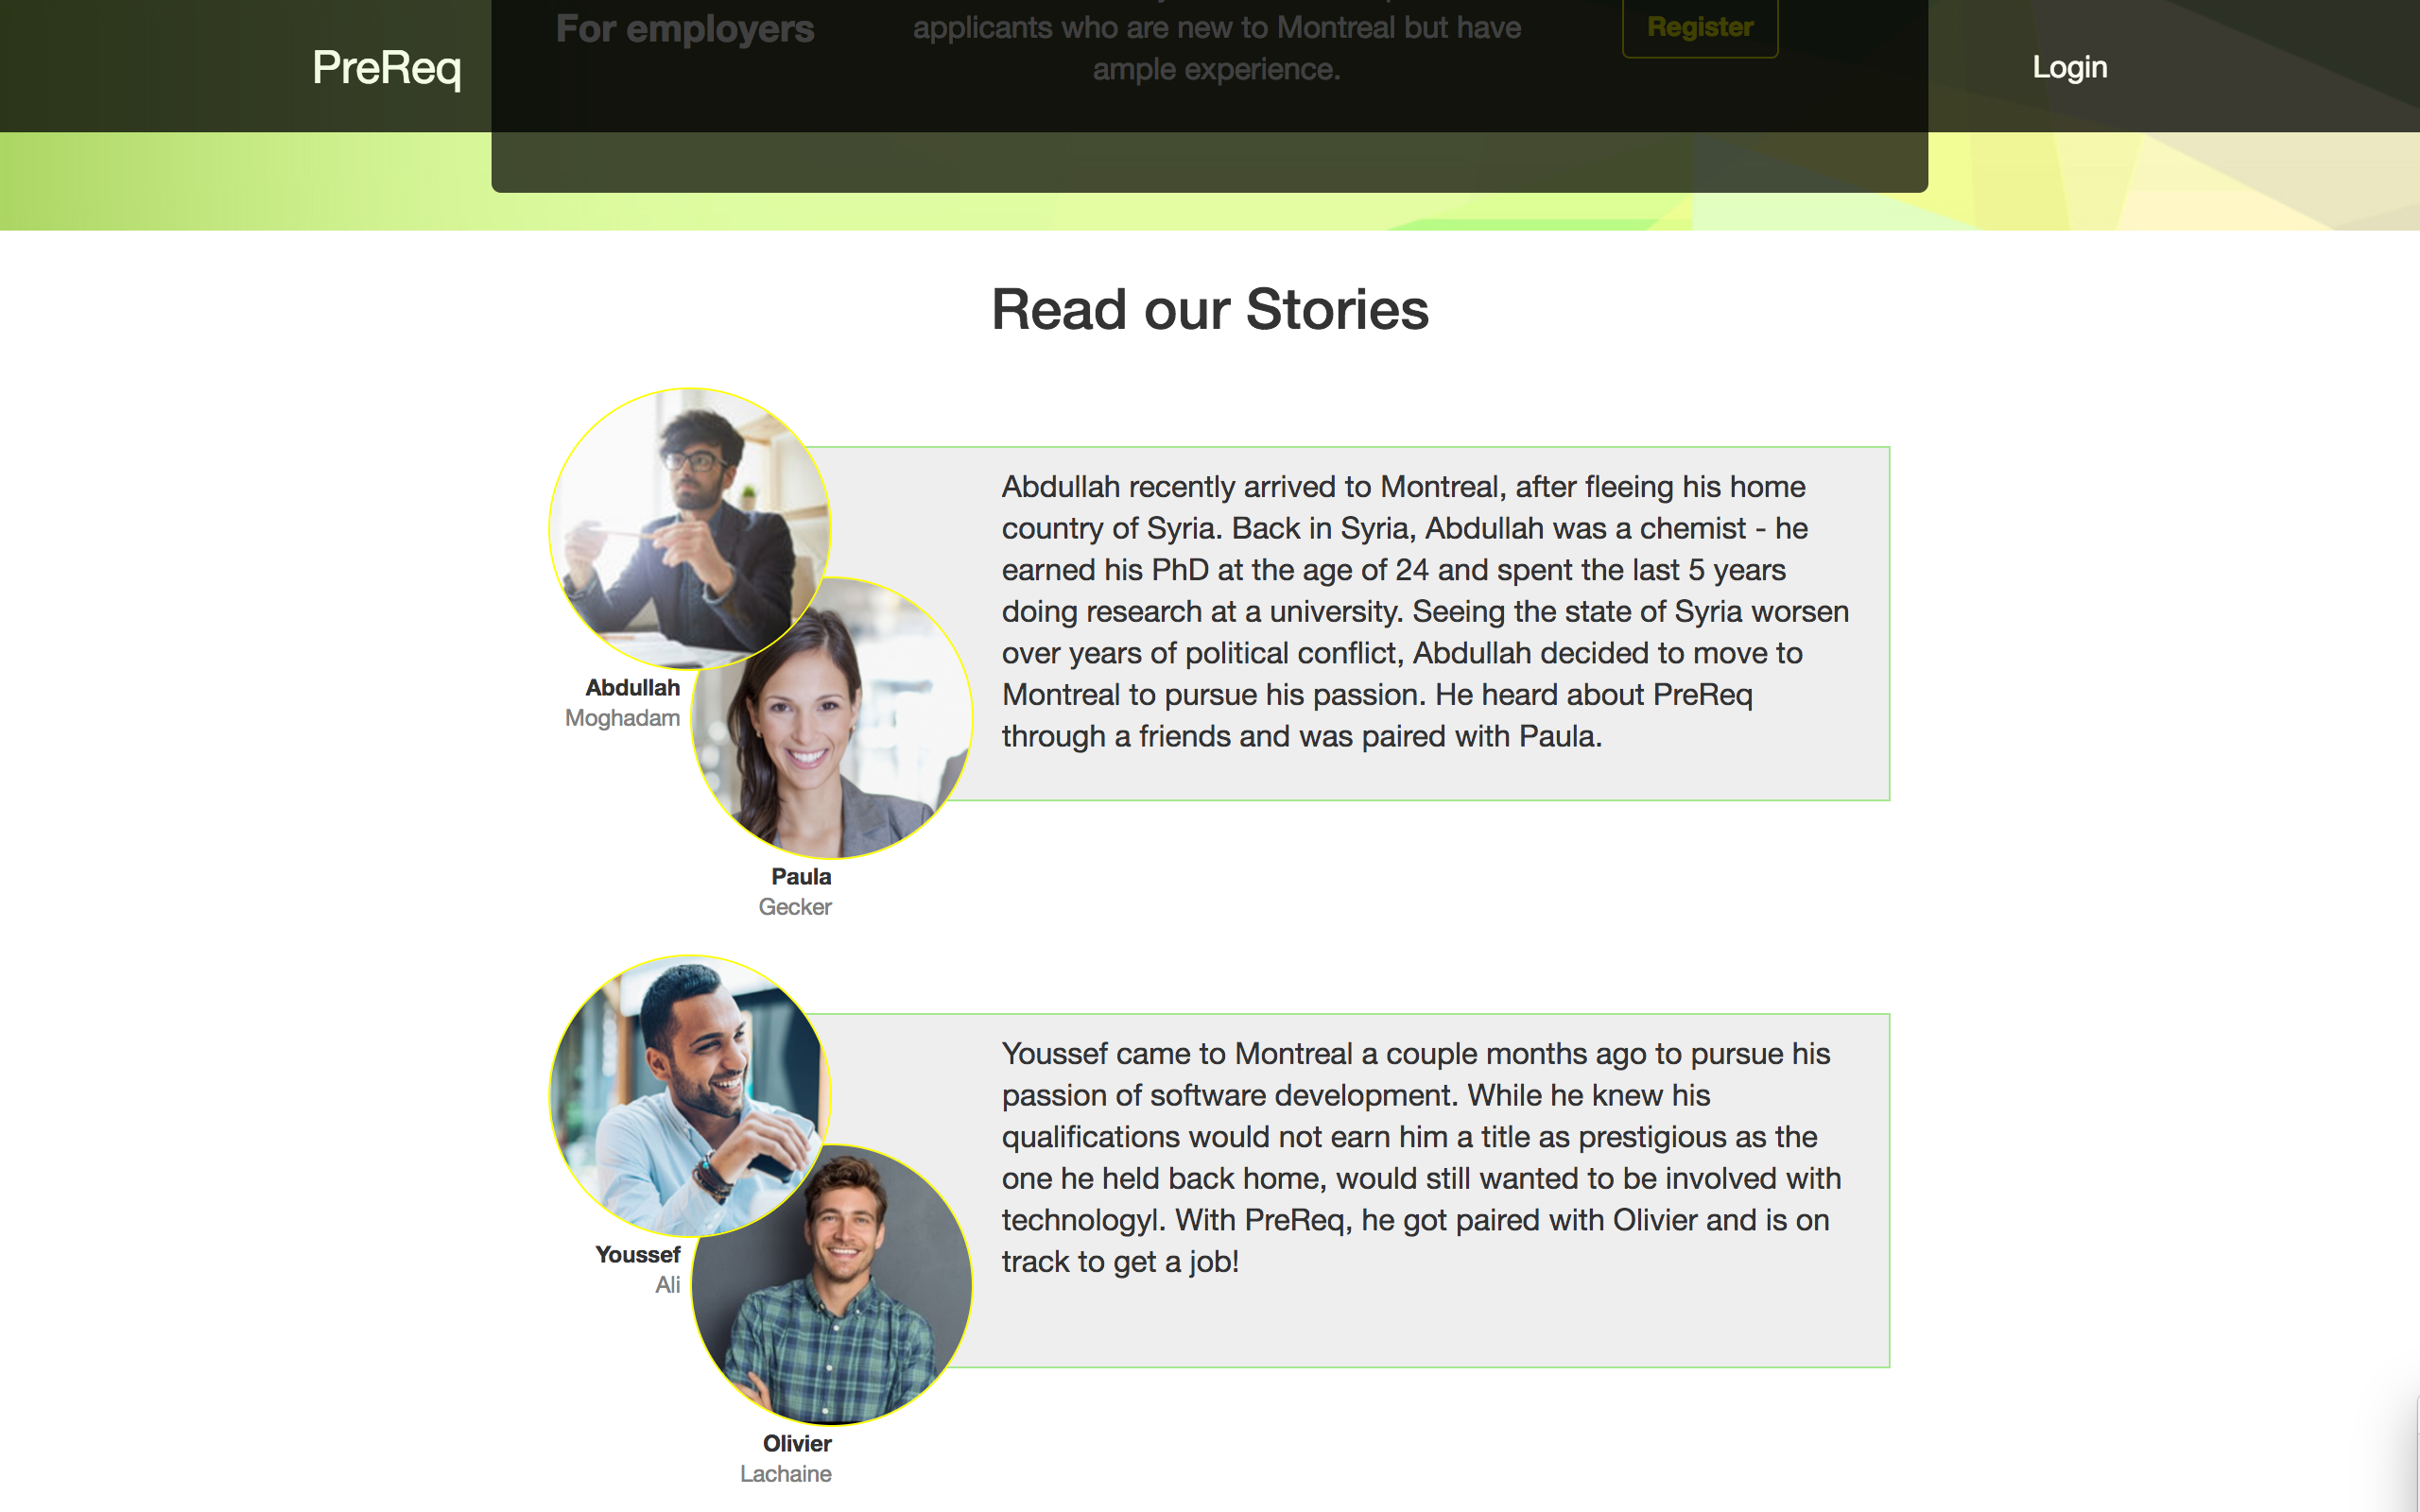 PreReq
For employers
applicants who are new to Montreal but have
ample experience.
Register
Login
Read our Stories
Abdullah recently arrived to Montreal, after fleeing his home
country of Syria. Back in Syria, Abdullah was a chemist - he
earned his PhD at the age of 24 and spent the last 5 years
doing research at a university. Seeing the state of Syria worsen
over years of political conflict, Abdullah decided to move to
Montreal to pursue his passion. He heard about PreReq
through a friends and was paired with Paula.
Abdullah
Moghadam
Paula
Gecker
Youssef came to Montreal a couple months ago to pursue his
passion of software development. While he knew his
qualifications would not earn him a title as prestigious as the
one he held back home, would still wanted to be involved with
technologyl. With PreReq, he got paired with Olivier and is on
track to get a job!
Youssef
Ali
Olivier
Lachaine